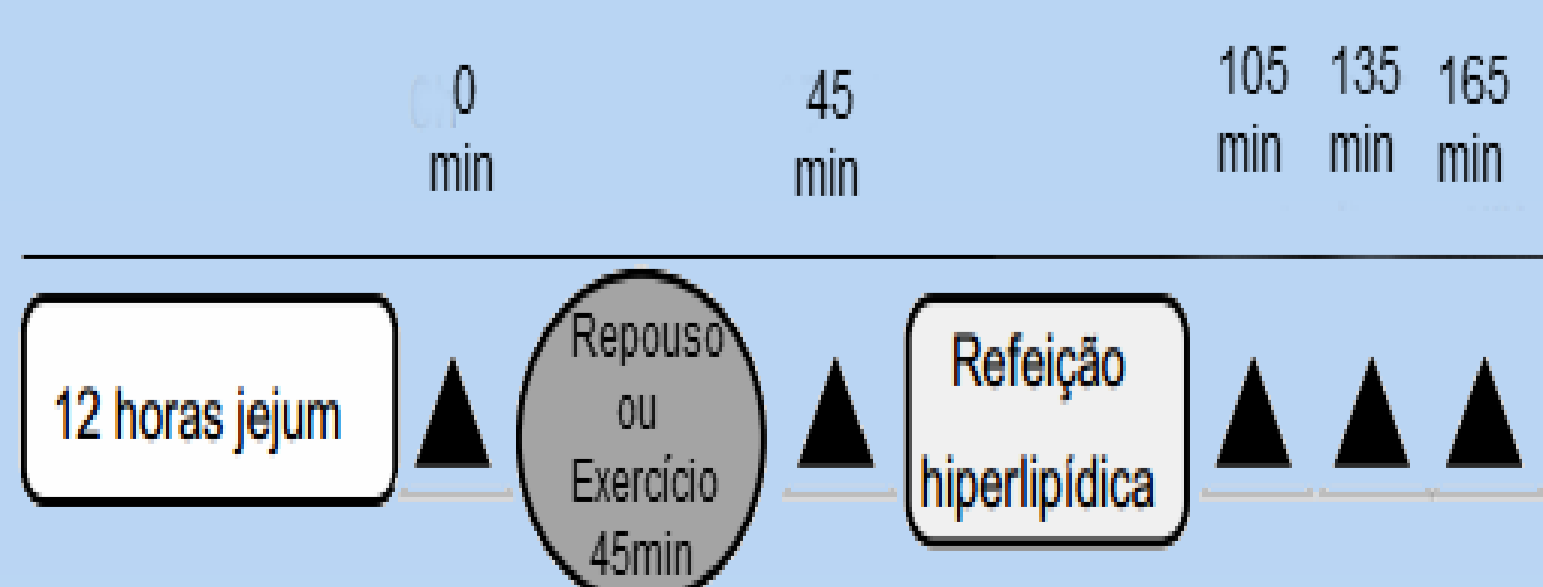 0
min
45
min
105
min
135
min
165
min
12 horas jejum
Repouso
ou
Exercício
45min
Refeição
hiperlipídica